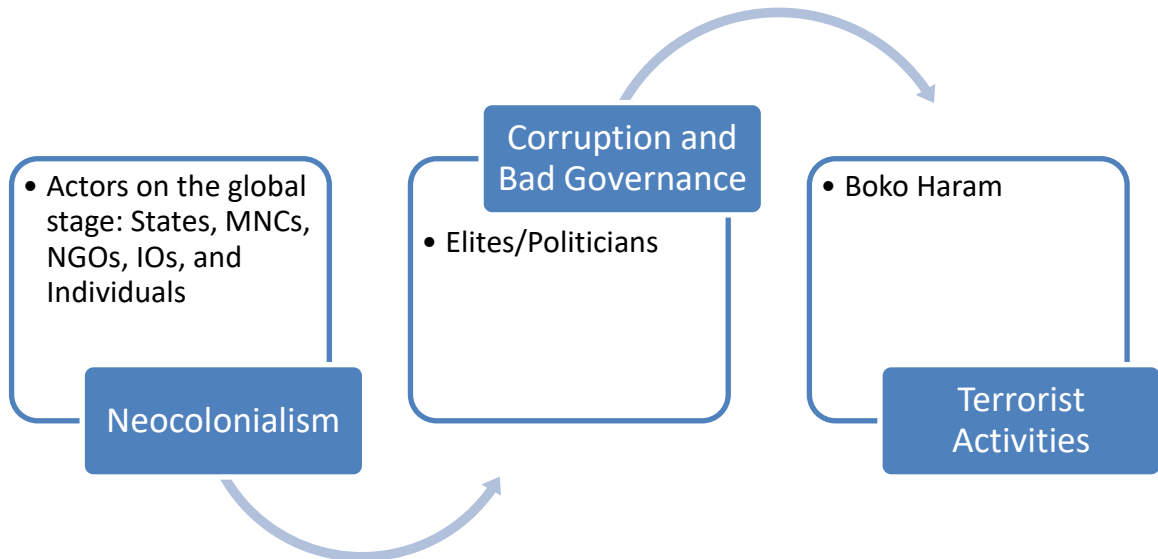 • Actors on the global
stage: States, MNCs,
NGOs, IOs, and
Individuals
Neocolonialism
Corruption and
Bad Governance
• Elites/Politicians
• Boko Haram
Terrorist
Activities